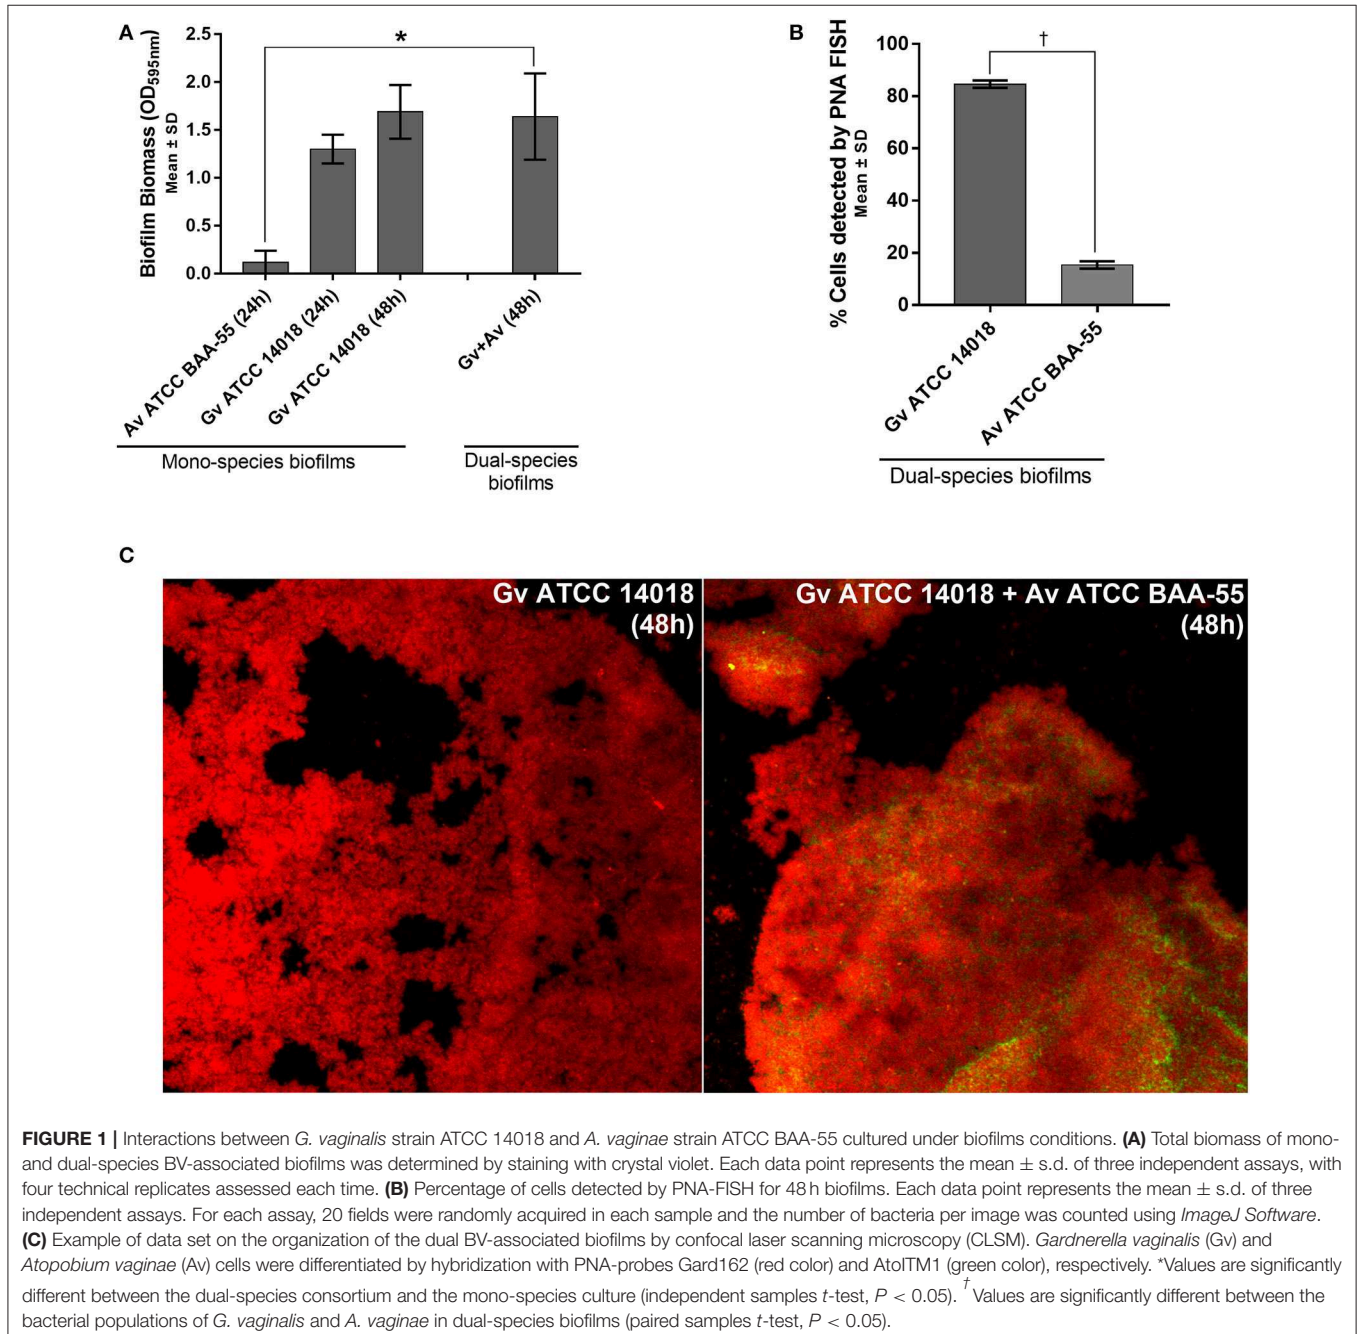 A
*
Biofilm Biomass (OD595nm)
Mean ± SD
2.5
2.0
1.5
1.0
0.5
0.0
Av ATCC BAA-55 (24h)
Gv ATCC 14018 (24h)
Gv ATCC 14018 (48h)
Gv+Av (48h)
Mono-species biofilms
Dual-species
biofilms
B
†
% Cells detected by PNA FISH
Mean ± SD
100
80
60
40
20
0
Gv ATCC 14018
Av ATCC BAA-55
Dual-species biofilms
C
Gv ATCC 14018
(48h)
Gv ATCC 14018 + Av ATCC BAA-55
(48h)
FIGURE 1 | Interactions between G. vaginalis strain ATCC 14018 and A. vaginae strain ATCC BAA-55 cultured under biofilms conditions. (A) Total biomass of mono-
and dual-species BV-associated biofilms was determined by staining with crystal violet. Each data point represents the mean ± s.d. of three independent assays, with
four technical replicates assessed each time. (B) Percentage of cells detected by PNA-FISH for 48 h biofilms. Each data point represents the mean ± s.d. of three
independent assays. For each assay, 20 fields were randomly acquired in each sample and the number of bacteria per image was counted using ImageJ Software.
(C) Example of data set on the organization of the dual BV-associated biofilms by confocal laser scanning microscopy (CLSM). Gardnerella vaginalis (Gv) and
Atopobium vaginae (Av) cells were differentiated by hybridization with PNA-probes Gard162 (red color) and AtoITM1 (green color), respectively. *Values are significantly
different between the dual-species consortium and the mono-species culture (independent samples t-test, P < 0.05). †Values are significantly different between the
bacterial populations of G. vaginalis and A. vaginae in dual-species biofilms (paired samples t-test, P < 0.05).